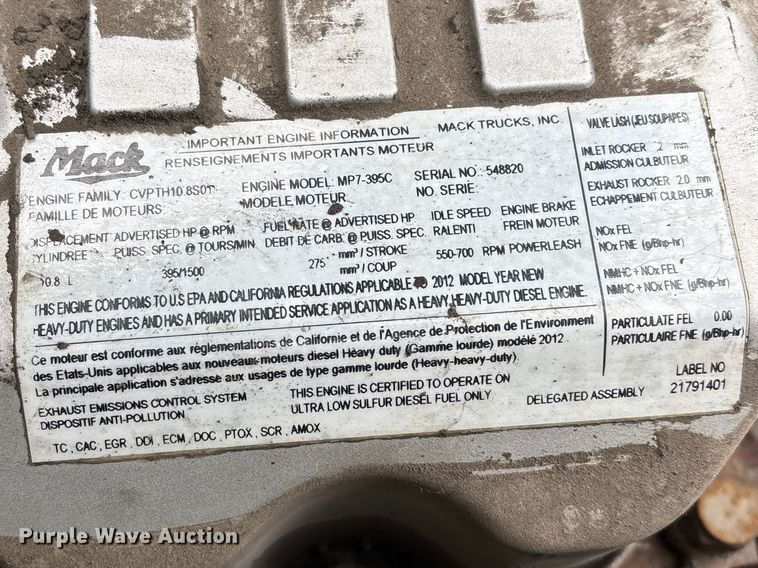 Mack
IMPORTANT ENGINE INFORMATION MACK TRUCKS, INC.
RENSEIGNEMENTS IMPORTANTS MOTEUR
ENGINE FAMILY CVPTH10.8S01 ENGINE MODEL: MP7-395C SERIAL NO.: 548820
FAMILLE DE MOTEURS MODELE MOTEUR: NO. SERIE:
DISPLACEMENT ADVERTISED HP @ RPM FUEL RATE @ ADVERTISED HP IDLE SPEED ENGINE BRAKE
CYLINDREE PUISS. SPEC. @ TOURS/MIN. DEBIT DE CARB. @ PUISS. SPEC. RALENTI FREIN MOTEUR
10.8 L 395/1500 275 mm³ / STROKE 550-700 RPM POWERLEASH
mm³ / COUP
THIS ENGINE CONFORMS TO U.S EPA AND CALIFORNIA REGULATIONS APPLICABLE TO 2012 MODEL YEAR NEW
HEAVY-DUTY ENGINES AND HAS A PRIMARY INTENDED SERVICE APPLICATION AS A HEAVY, HEAVY-DUTY DIESEL ENGINE.
Ce moteur est conforme aux réglementations de Californie et de l'Agence de Protection de l'Environment
des Etats-Unis applicables aux nouveaux moteurs diesel Heavy duty (Gamme lourde) modélé 2012.
La principale application s'adresse aux usages de type gamme lourde (Heavy-heavy-duty).
EXHAUST EMISSIONS CONTROL SYSTEM THIS ENGINE IS CERTIFIED TO OPERATE ON DELEGATED ASSEMBLY
DISPOSITIF ANTI-POLLUTION ULTRA LOW SULFUR DIESEL FUEL ONLY
TC , CAC , EGR , DDI , ECM , DOC , PTOX , SCR , AMOX
VALVE LASH (JEU SOUPAPES)
INLET ROCKER .2 mm
ADMISSION CULBUTEUR
EXHAUST ROCKER 2.0 mm
ECHAPPEMENT CULBUTEUR
NOx FEL
NOx FNE (g/Bhp-hr)
NMHC + NOx FEL
NMHC + NOx FNE (g/Bhp-hr)
PARTICULATE FEL 0.00
PARTICULAIRE FNE (g/Bhp-hr)
LABEL NO.
21791401
Purple Wave Auction